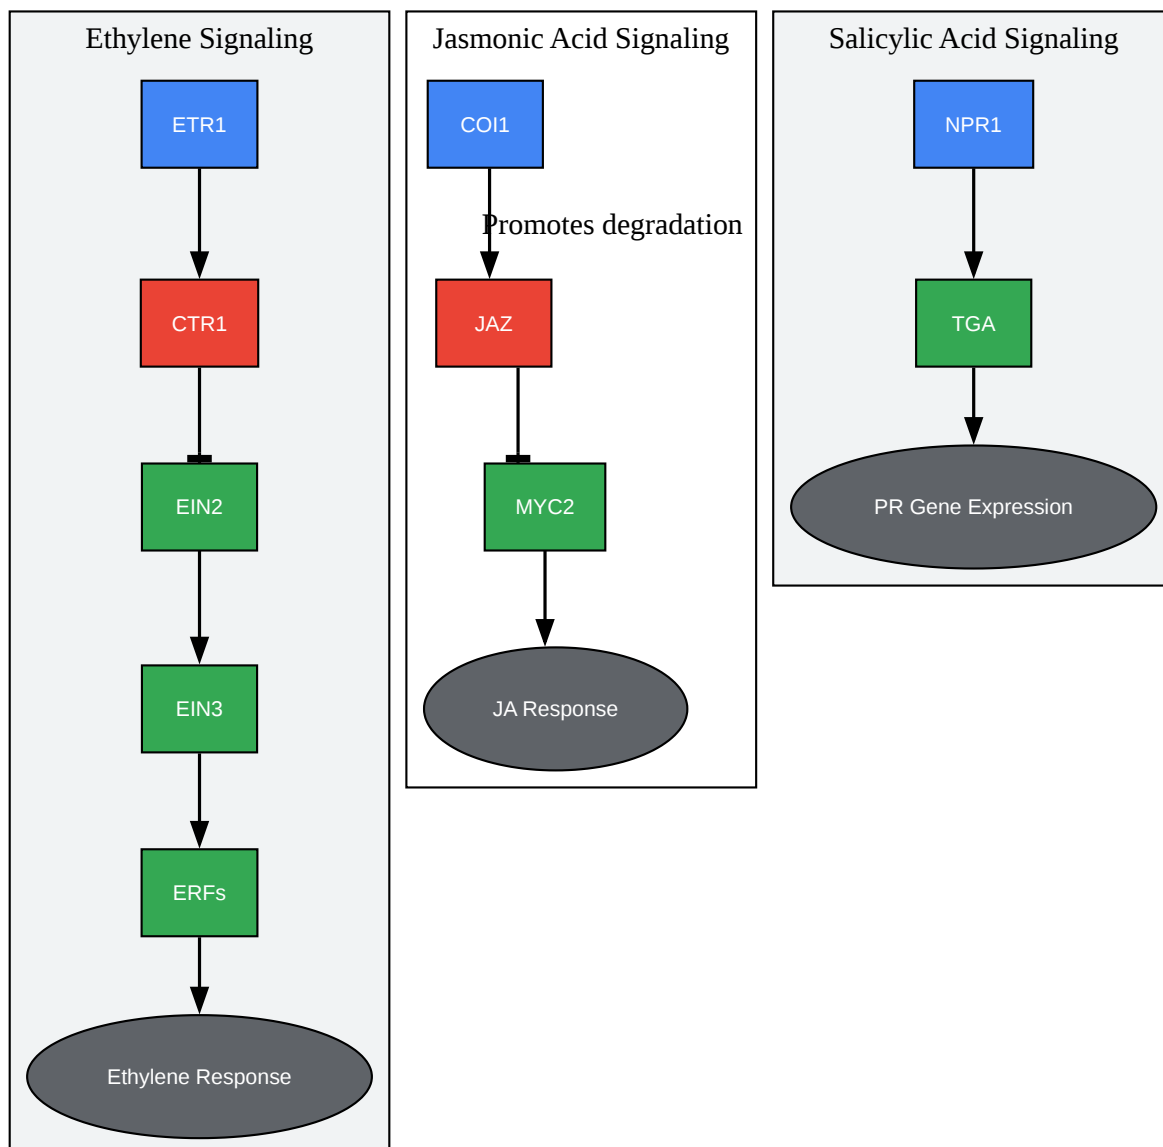 Ethylene Signaling
ETR1
CTR1
EIN2
EIN3
ERFs
Ethylene Response
Jasmonic Acid Signaling
COI1
Promotes degradation
JAZ
MYC2
JA Response
Salicylic Acid Signaling
NPR1
TGA
PR Gene Expression